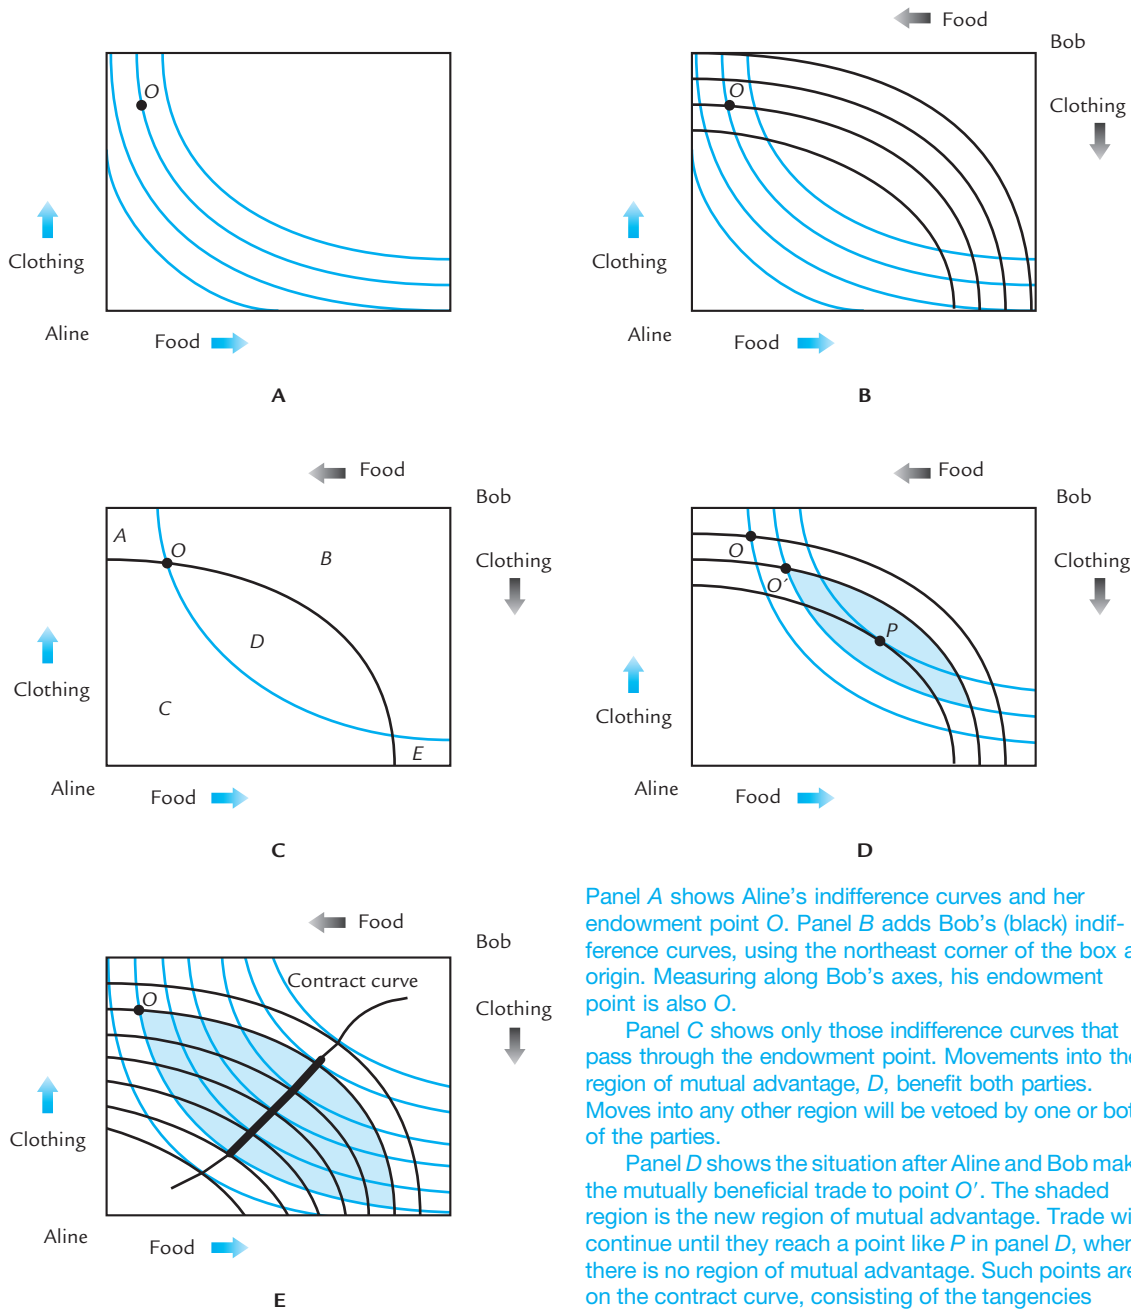 Food
Bob
O
O
Clothing
Clothing
Clothing
Aline
Food
Aline
Food
A
B
Food
Bob
Food
Bob
A
O
B
Clothing
O
Clothing
O′
D
P
Clothing
C
Clothing
E
Aline
Food
Aline
Food
C
D
Food
Bob
Contract curve
O
Clothing
Clothing
Aline
Food
E
Panel A shows Aline's indifference curves and her
endowment point O. Panel B adds Bob's (black) indif-
ference curves, using the northeast corner of the box a
origin. Measuring along Bob's axes, his endowment
point is also O.
Panel C shows only those indifference curves that
pass through the endowment point. Movements into the
region of mutual advantage, D, benefit both parties.
Moves into any other region will be vetoed by one or bot
of the parties.
Panel D shows the situation after Aline and Bob mak
the mutually beneficial trade to point O′. The shaded
region is the new region of mutual advantage. Trade wi
continue until they reach a point like P in panel D, wher
there is no region of mutual advantage. Such points are
on the contract curve, consisting of the tangencies